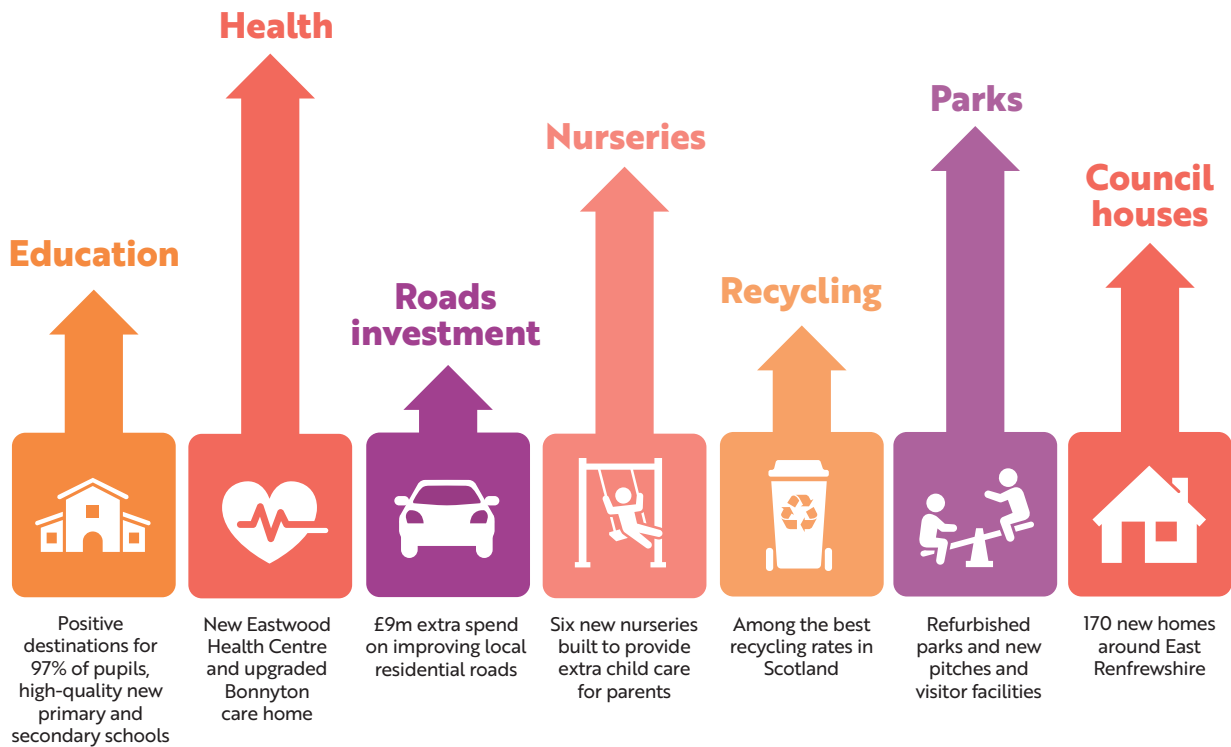 Education
Positive
destinations for
97% of pupils,
high-quality new
primary and
secondary schools
Health
New Eastwood
Health Centre
and upgraded
Bonnyton
care home
Roads
investment
£9m extra spend
on improving local
residential roads
Nurseries
Six new nurseries
built to provide
extra child care
for parents
Recycling
Among the best
recycling rates in
Scotland
Parks
Refurbished
parks and new
pitches and
visitor facilities
Council
houses
170 new homes
around East
Renfrewshire